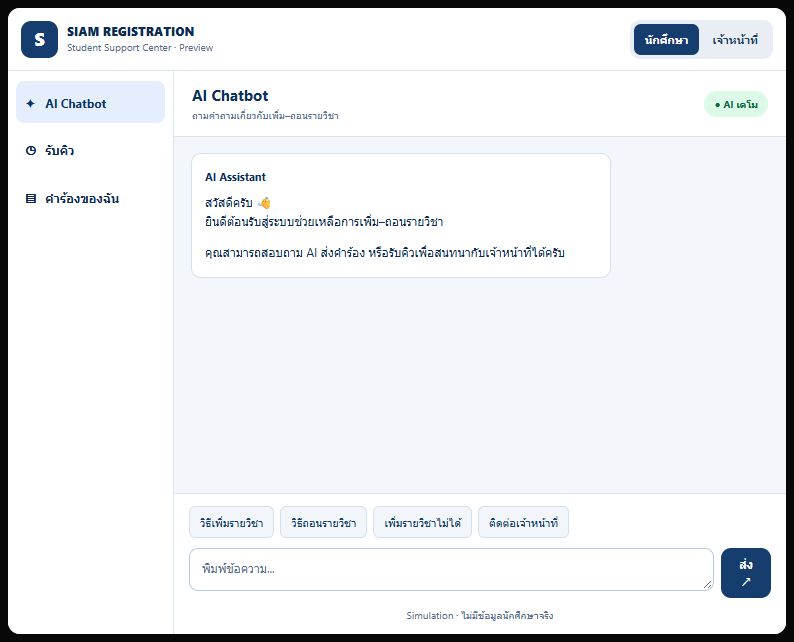 S
SIAM REGISTRATION
Student Support Center · Preview
นักศึกษา
เจ้าหน้าที่
✦ AI Chatbot
◷ รับคิว
▤ คำร้องของฉัน
AI Chatbot
ถามคำถามเกี่ยวกับเพิ่ม–ถอนรายวิชา
● AI เดโม
AI Assistant
สวัสดีครับ 👋
ยินดีต้อนรับสู่ระบบช่วยเหลือการเพิ่ม–ถอนรายวิชา
คุณสามารถสอบถาม AI ส่งคำร้อง หรือรับคิวเพื่อสนทนากับเจ้าหน้าที่ได้ครับ
วิธีเพิ่มรายวิชา
วิธีถอนรายวิชา
เพิ่มรายวิชาไม่ได้
ติดต่อเจ้าหน้าที่
พิมพ์ข้อความ...
ส่ง
↗
Simulation · ไม่มีข้อมูลนักศึกษาจริง